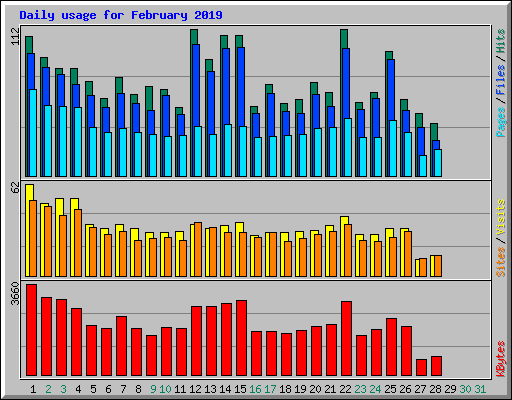 Daily usage for February 2019
112
Pages / Files / Hits
62
Sites / Visits
3660
KBytes
1 2 3 4 5 6 7 8 9 10 11 12 13 14 15 16 17 18 19 20 21 22 23 24 25 26 27 28 29 30 31